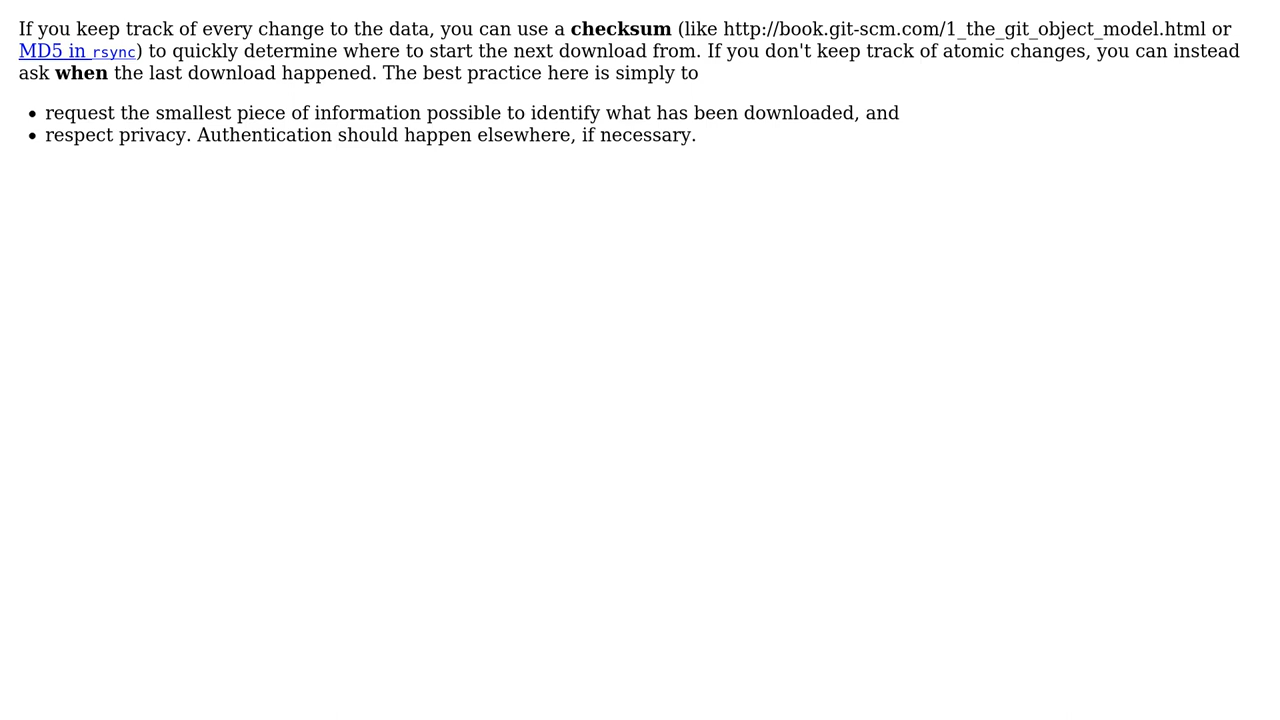 If you keep track of every change to the data, you can use a checksum (like http://book.git-scm.com/1_the_git_object_model.html or
MD5 in rsync) to quickly determine where to start the next download from. If you don't keep track of atomic changes, you can instead
ask when the last download happened. The best practice here is simply to
• request the smallest piece of information possible to identify what has been downloaded, and
• respect privacy. Authentication should happen elsewhere, if necessary.